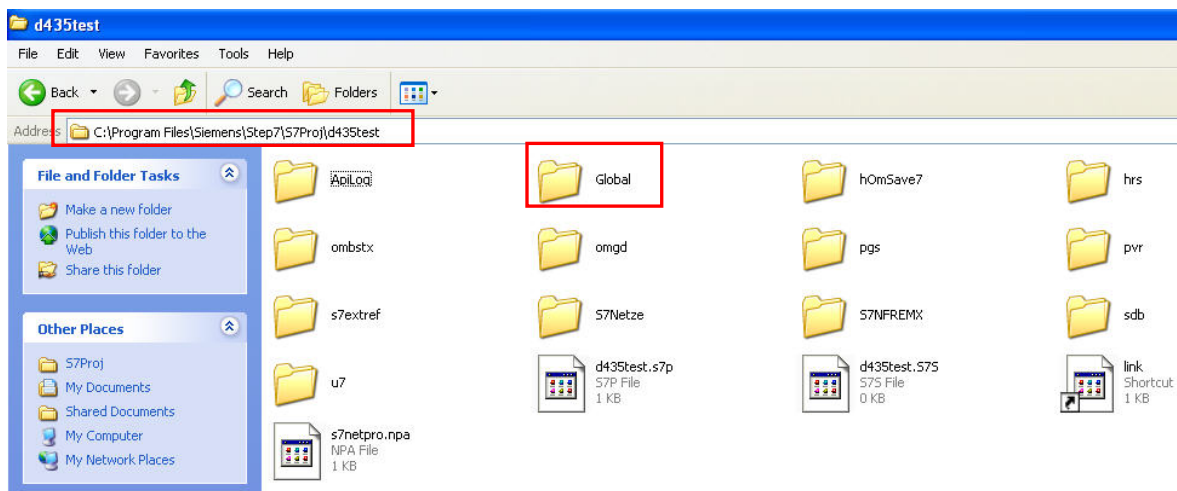 d435test
File Edit View Favorites Tools Help
Back Search Folders
Address C:\Program Files\Siemens\Step7\S7Proj\d435test
File and Folder Tasks
Make a new folder
Publish this folder to the
Web
Share this folder
Other Places
S7Proj
My Documents
Shared Documents
My Computer
My Network Places
ApiLog Global hOmSave7 hrs
ombstx omgd pgs pvr
s7extref S7Netze S7NFREMX sdb
u7
d435test.s7p
S7P File
1 KB
d435test.S7S
S7S File
0 KB
link
Shortcut
1 KB
s7netpro.npa
NPA File
1 KB